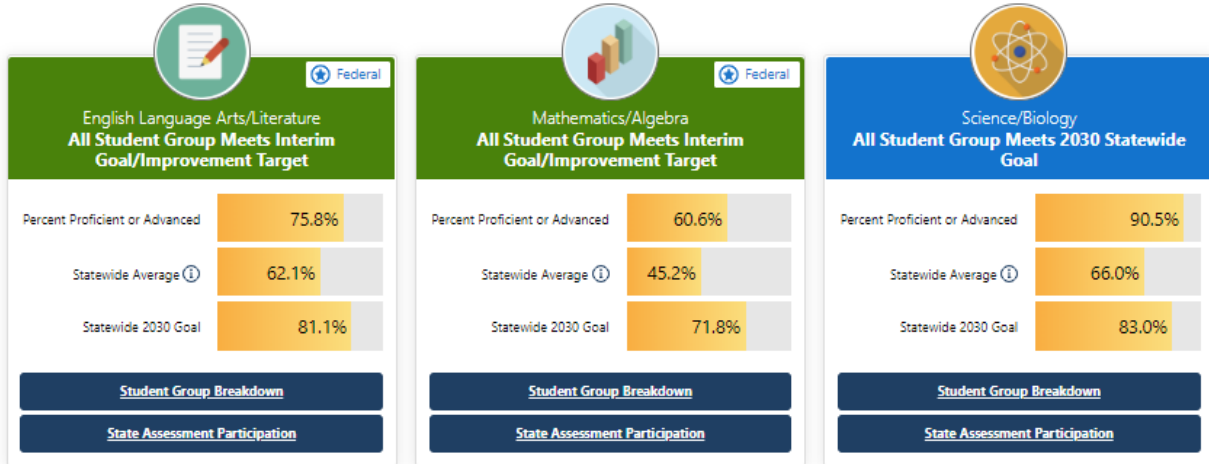 Federal
English Language Arts/Literature
All Student Group Meets Interim
Goal/Improvement Target
Percent Proficient or Advanced
75.8%
Statewide Average
62.1%
Statewide 2030 Goal
81.1%
Student Group Breakdown
State Assessment Participation
Federal
Mathematics/Algebra
All Student Group Meets Interim
Goal/Improvement Target
Percent Proficient or Advanced
60.6%
Statewide Average
45.2%
Statewide 2030 Goal
71.8%
Student Group Breakdown
State Assessment Participation
Science/Biology
All Student Group Meets 2030 Statewide
Goal
Percent Proficient or Advanced
90.5%
Statewide Average
66.0%
Statewide 2030 Goal
83.0%
Student Group Breakdown
State Assessment Participation